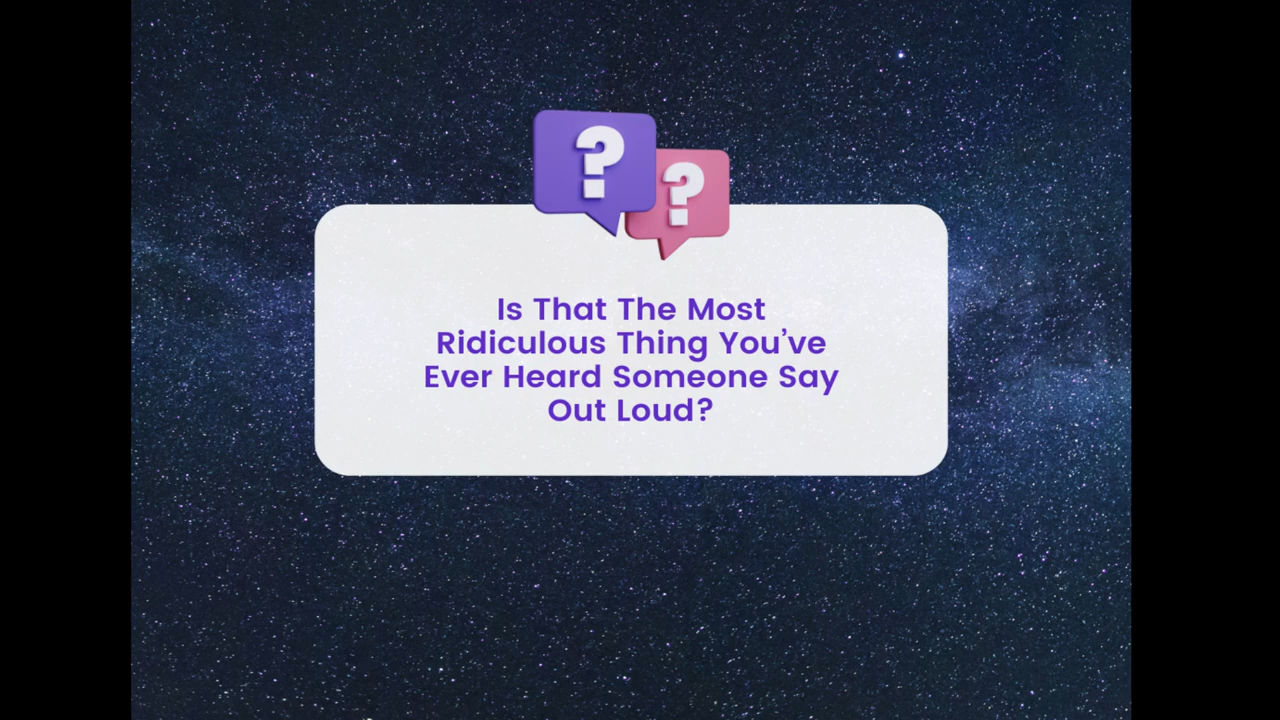 ? ?
Is That The Most
Ridiculous Thing You’ve
Ever Heard Someone Say
Out Loud?